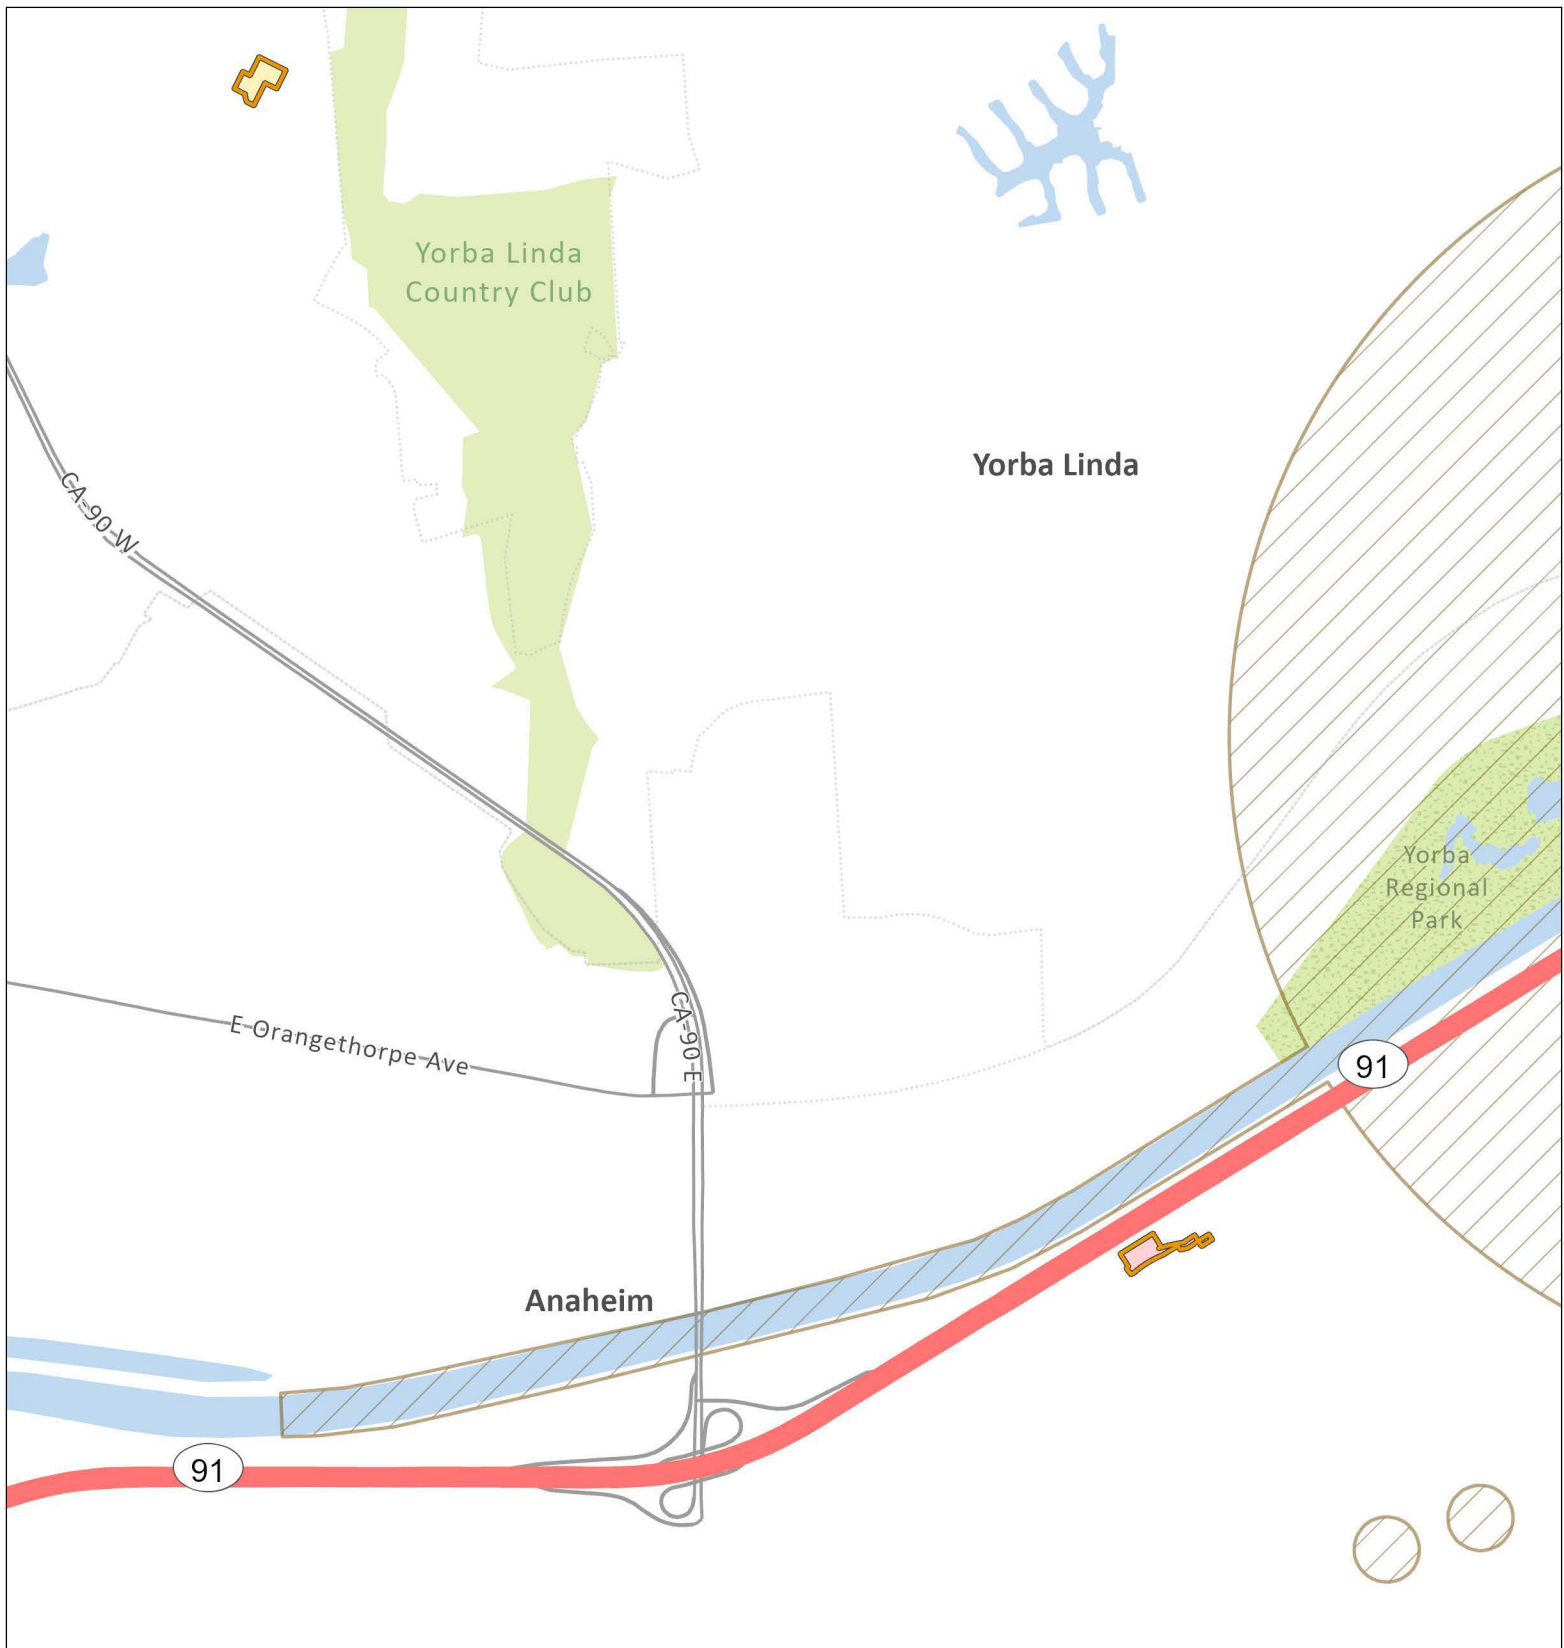 Yorba Linda
Country Club
Yorba Linda
CA-90-W
Yorba
Regional
Park
CA-90-E
E Orangethorpe Ave
91
Anaheim
91